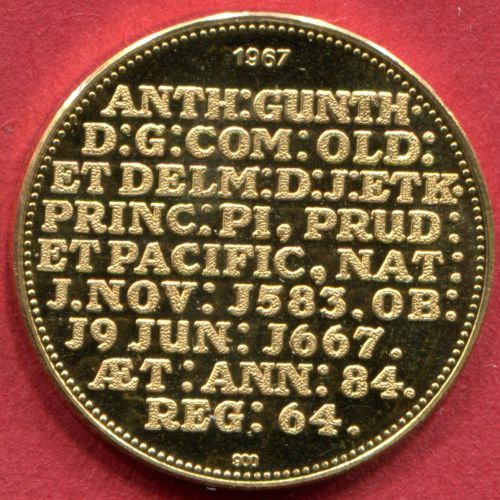 1967
ANTH:GUNTH
D:G:COM:OLD:
ET DELM:D:J:ETK
PRINC:PI, PRUD
ET PACIFIC, NAT:
J.NOV: J583, OB:
J9 JUN: J667.
ÆT: ANN: 84.
REG: 64.
900